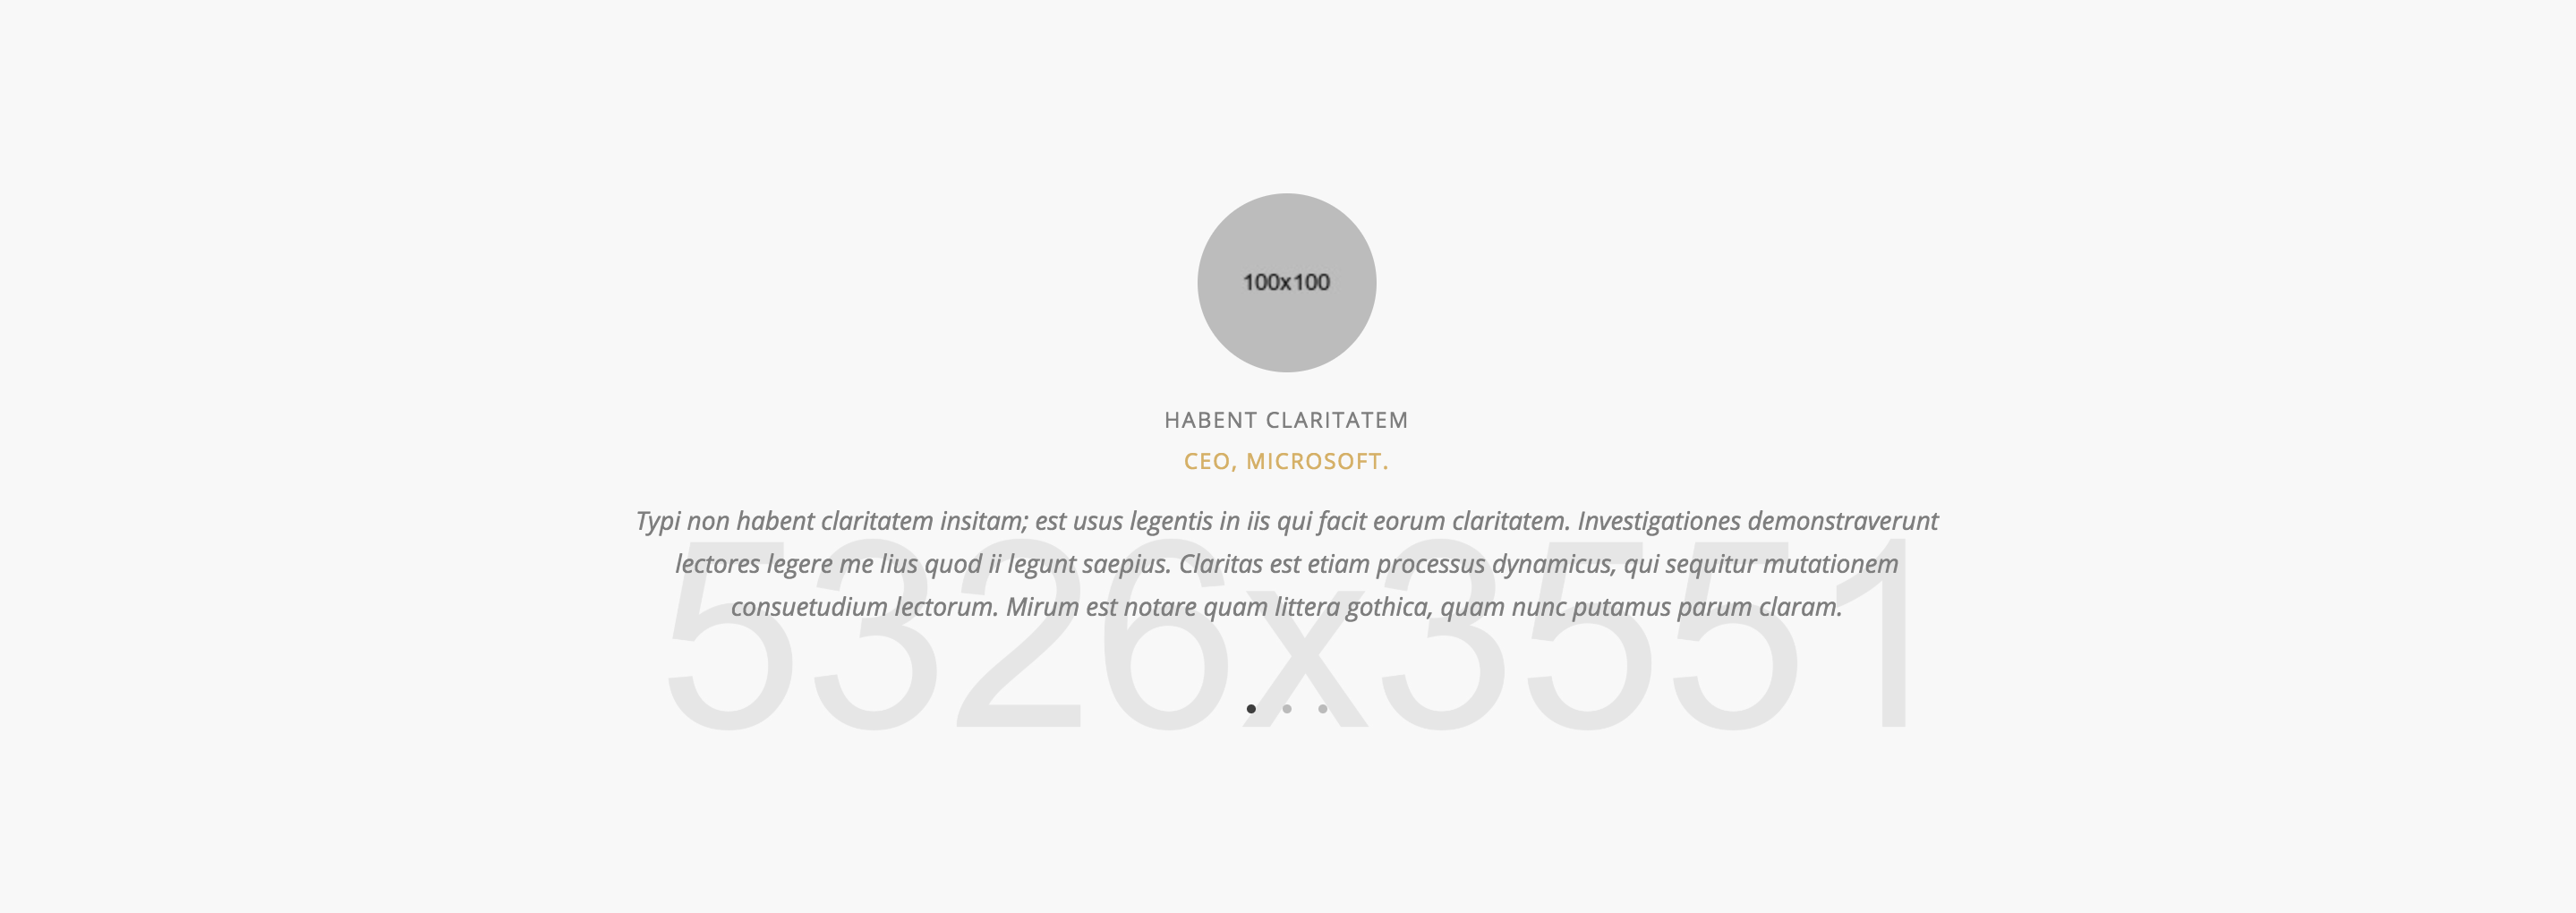 100x100
HABENT CLARITATEM
CEO, MICROSOFT.
Typi non habent claritatem insitam; est usus legentis in iis qui facit eorum claritatem. Investigationes demonstraverunt
lectores legere me lius quod ii legunt saepius. Claritas est etiam processus dynamicus, qui sequitur mutationem
consuetudium lectorum. Mirum est notare quam littera gothica, quam nunc putamus parum claram.
5326x3551